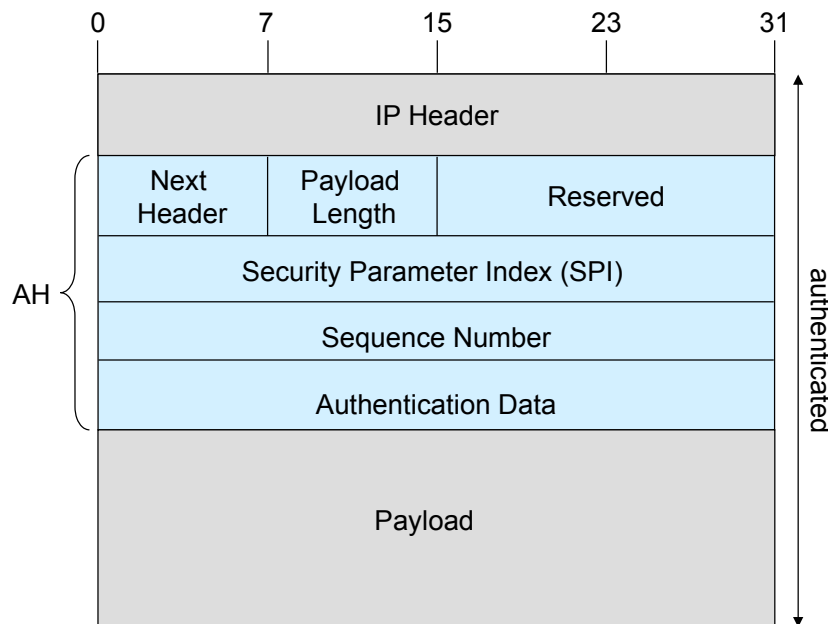 0 7 15 23 31
IP Header
Next
Header
Payload
Length
Reserved
AH
Security Parameter Index (SPI)
Sequence Number
Authentication Data
authenticated
Payload